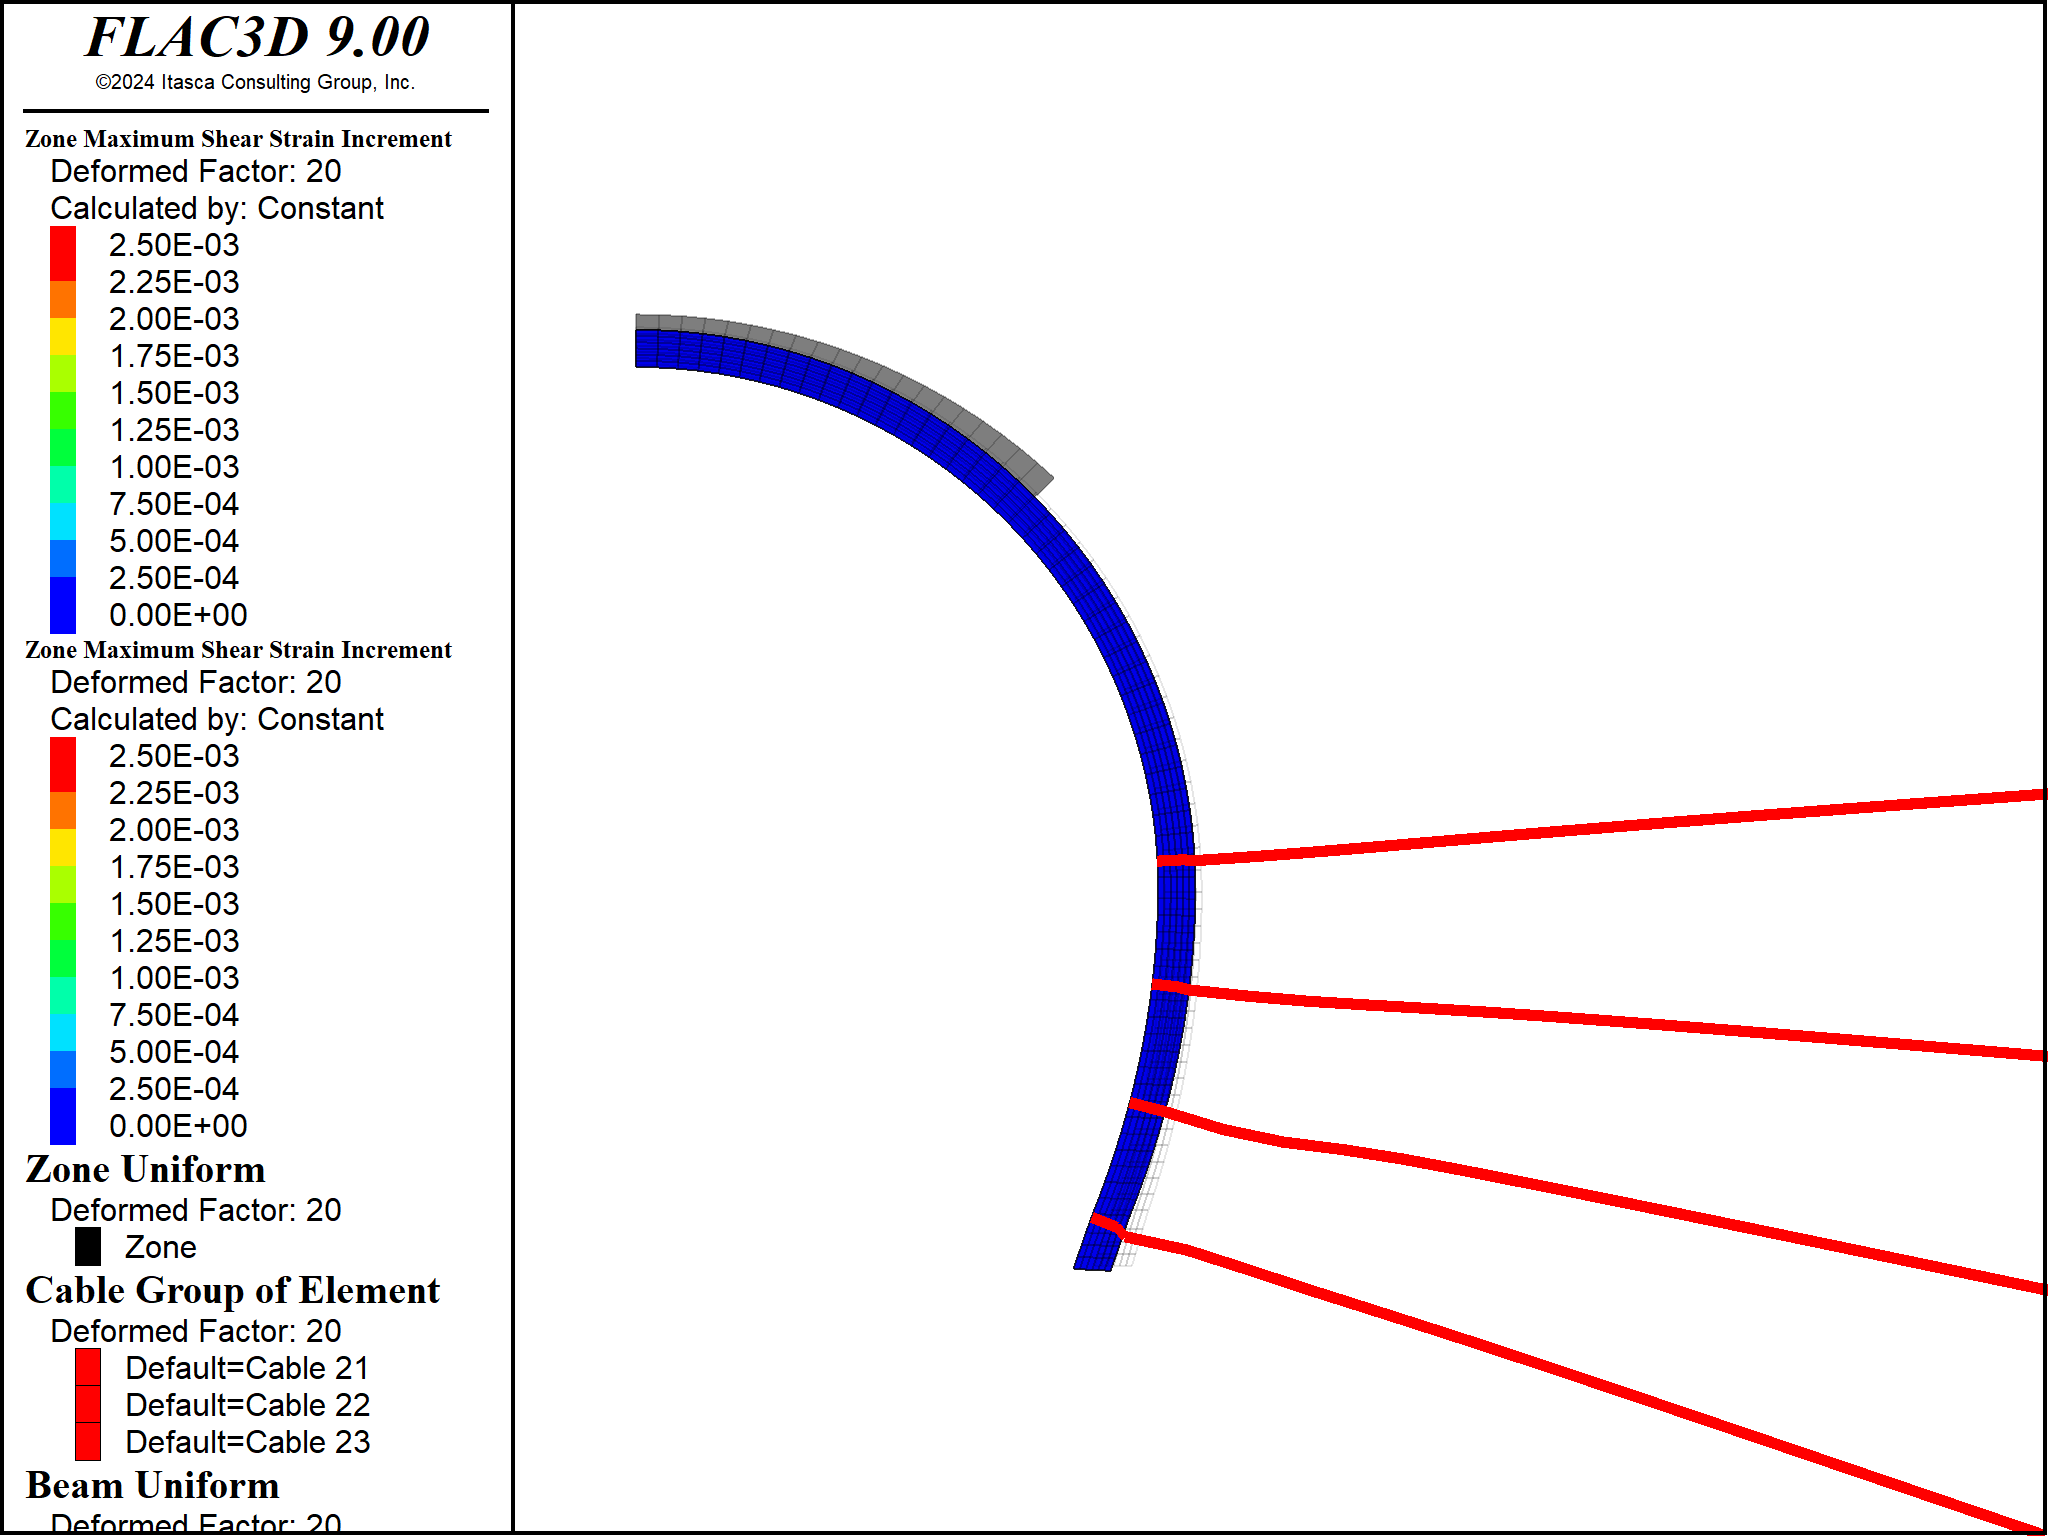 FLAC3D 9.00
©2024 Itasca Consulting Group, Inc.
Zone Maximum Shear Strain Increment
Deformed Factor: 20
Calculated by: Constant
2.50E-03
2.25E-03
2.00E-03
1.75E-03
1.50E-03
1.25E-03
1.00E-03
7.50E-04
5.00E-04
2.50E-04
0.00E+00
Zone Maximum Shear Strain Increment
Deformed Factor: 20
Calculated by: Constant
2.50E-03
2.25E-03
2.00E-03
1.75E-03
1.50E-03
1.25E-03
1.00E-03
7.50E-04
5.00E-04
2.50E-04
0.00E+00
Zone Uniform
Deformed Factor: 20
Zone
Cable Group of Element
Deformed Factor: 20
Default=Cable 21
Default=Cable 22
Default=Cable 23
Beam Uniform
Deformed Factor: 20